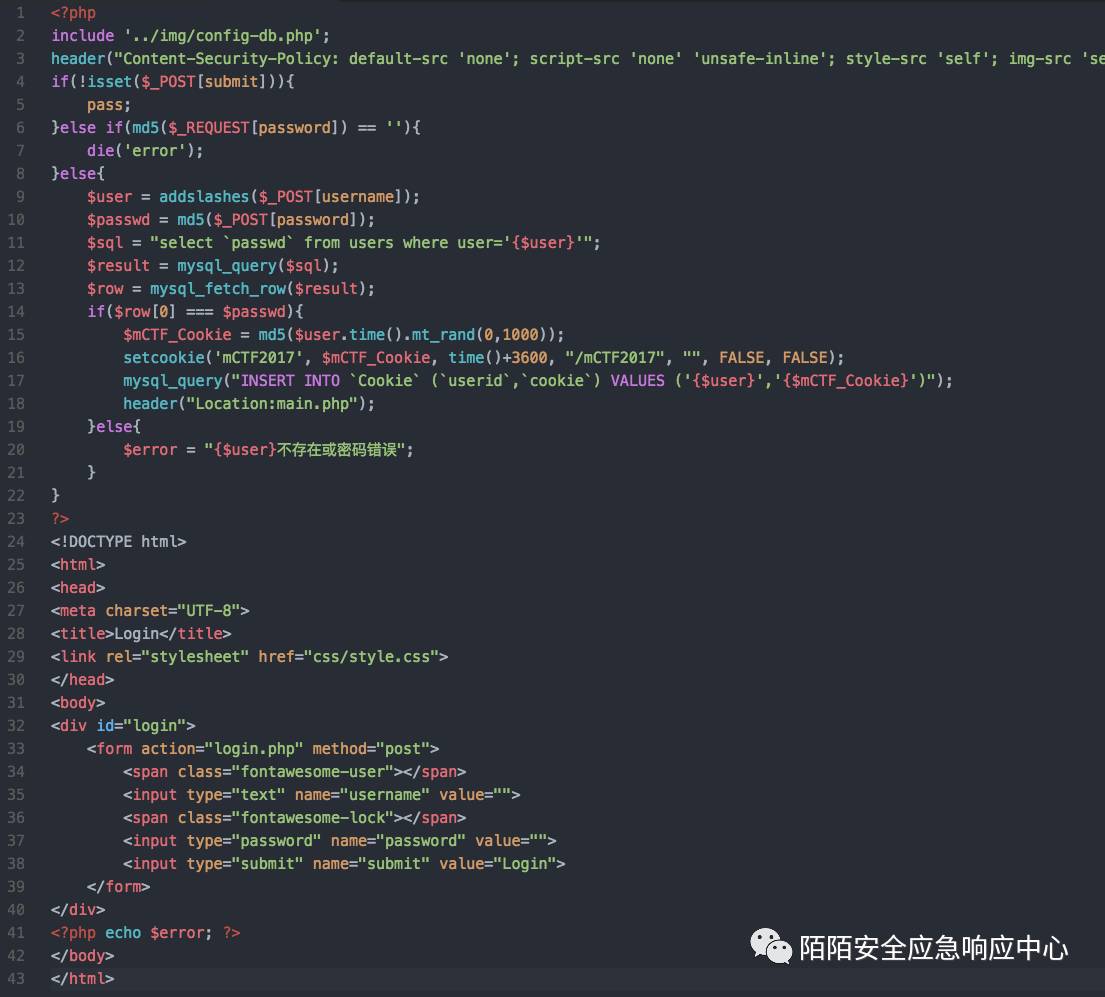 1 <?php
2 include '../img/config-db.php';
3 header("Content-Security-Policy: default-src 'none'; script-src 'none' 'unsafe-inline'; style-src 'self'; img-src 'se
4 if(!isset($_POST[submit])){
5     pass;
6 }else if(md5($_REQUEST[password]) == ''){
7     die('error');
8 }else{
9     $user = addslashes($_POST[username]);
10     $passwd = md5($_POST[password]);
11     $sql = "select `passwd` from users where user='{$user}'";
12     $result = mysql_query($sql);
13     $row = mysql_fetch_row($result);
14     if($row[0] === $passwd){
15         $mCTF_Cookie = md5($user.time().mt_rand(0,1000));
16         setcookie('mCTF2017', $mCTF_Cookie, time()+3600, "/mCTF2017", "", FALSE, FALSE);
17         mysql_query("INSERT INTO `Cookie` (`userid`,`cookie`) VALUES ('{$user}','{$mCTF_Cookie}')");
18         header("Location:main.php");
19     }else{
20         $error = "{$user}不存在或密码错误";
21     }
22 }
23 ?>
24 <!DOCTYPE html>
25 <html>
26 <head>
27 <meta charset="UTF-8">
28 <title>Login</title>
29 <link rel="stylesheet" href="css/style.css">
30 </head>
31 <body>
32 <div id="login">
33     <form action="login.php" method="post">
34         <span class="fontawesome-user"></span>
35         <input type="text" name="username" value="">
36         <span class="fontawesome-lock"></span>
37         <input type="password" name="password" value="">
38         <input type="submit" name="submit" value="Login">
39     </form>
40 </div>
41 <?php echo $error; ?>
42 </body>
43 </html>
陌陌安全应急响应中心